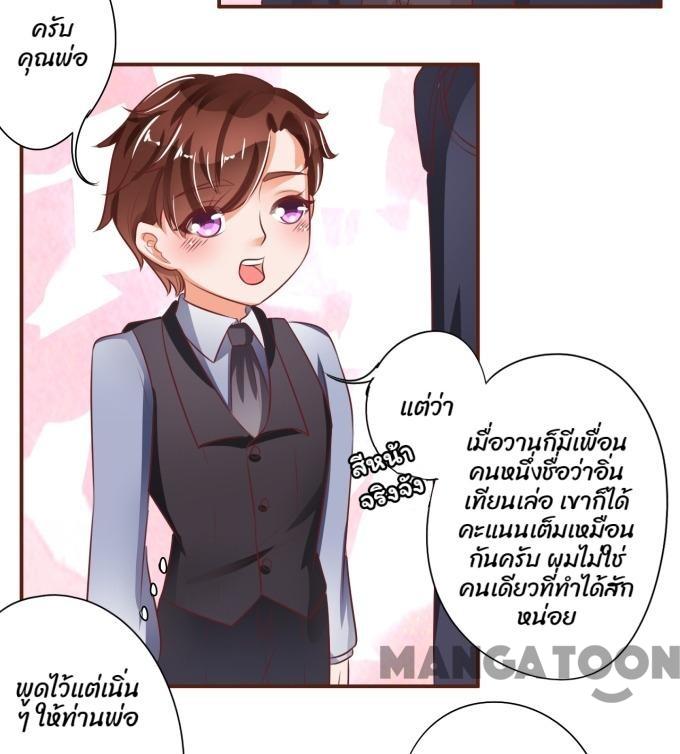 ครับ
คุณพ่อ
แต่ว่า
เมื่อวานก็มีเพื่อน
คนหนึ่งชื่อว่าอิ่น
เทียนเล่อ เขาก็ได้
คะแนนเต็มเหมือน
กันครับ ผมไม่ใช่
คนเดียวที่ทำได้สัก
หน่อย
สีหน้า
จริงจัง
พูดไว้แต่เนิ่น
ๆ ให้ท่านพ่อ
MANGATOON